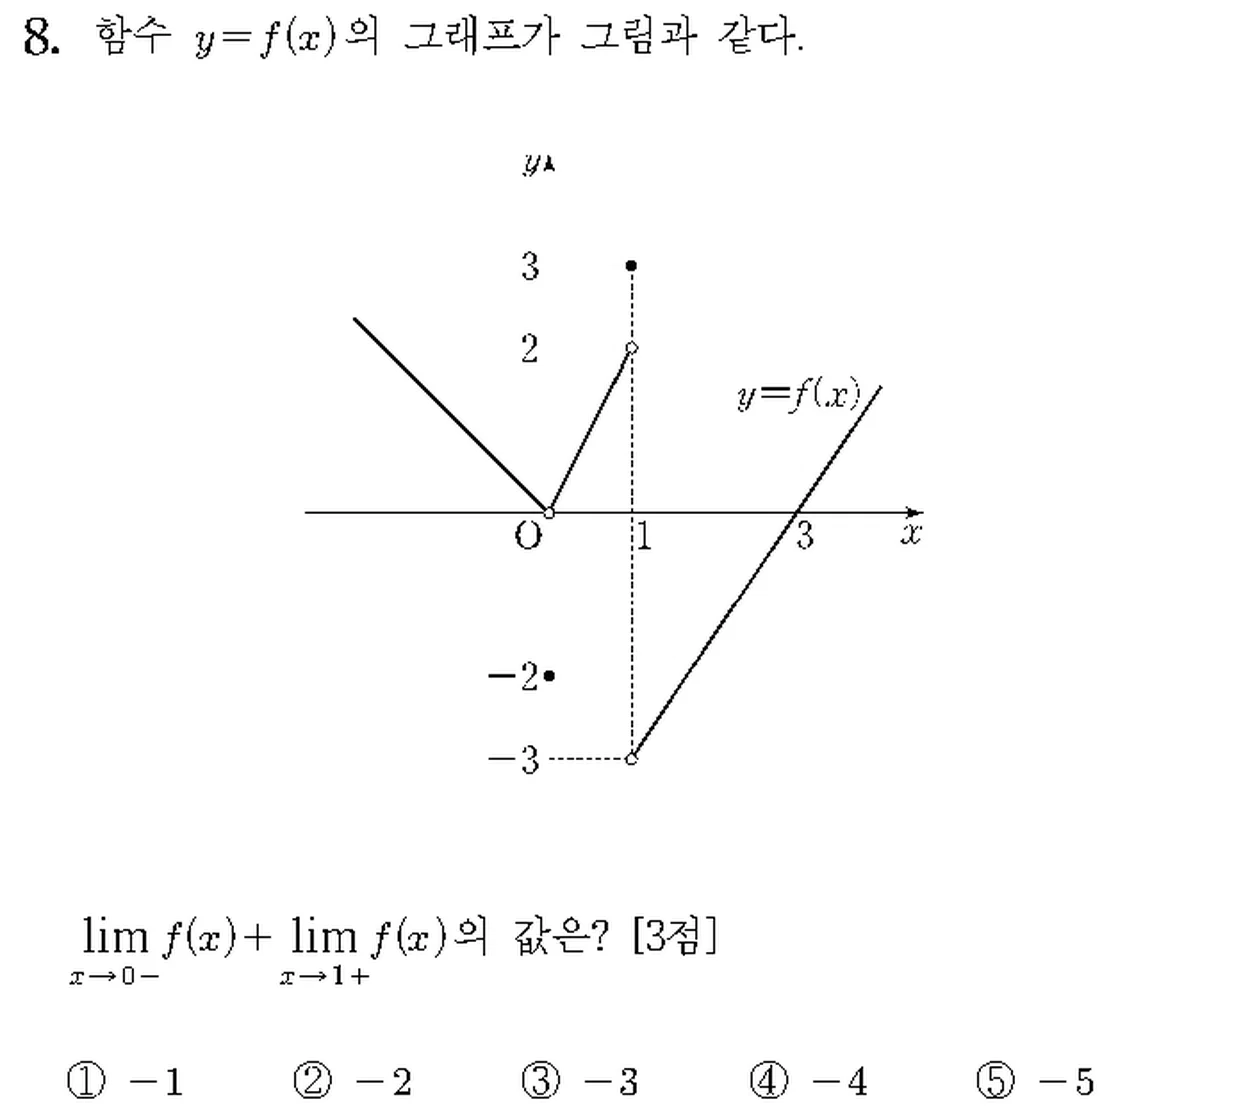 8. 함수 y=f(x)의 그래프가 그림과 같다.
y
3
2
y=f(x)
O 1 3 x
-2
-3
lim f(x)+ lim f(x)의 값은? [3점]
x→0- x→1+
① -1 ② -2 ③ -3 ④ -4 ⑤ -5